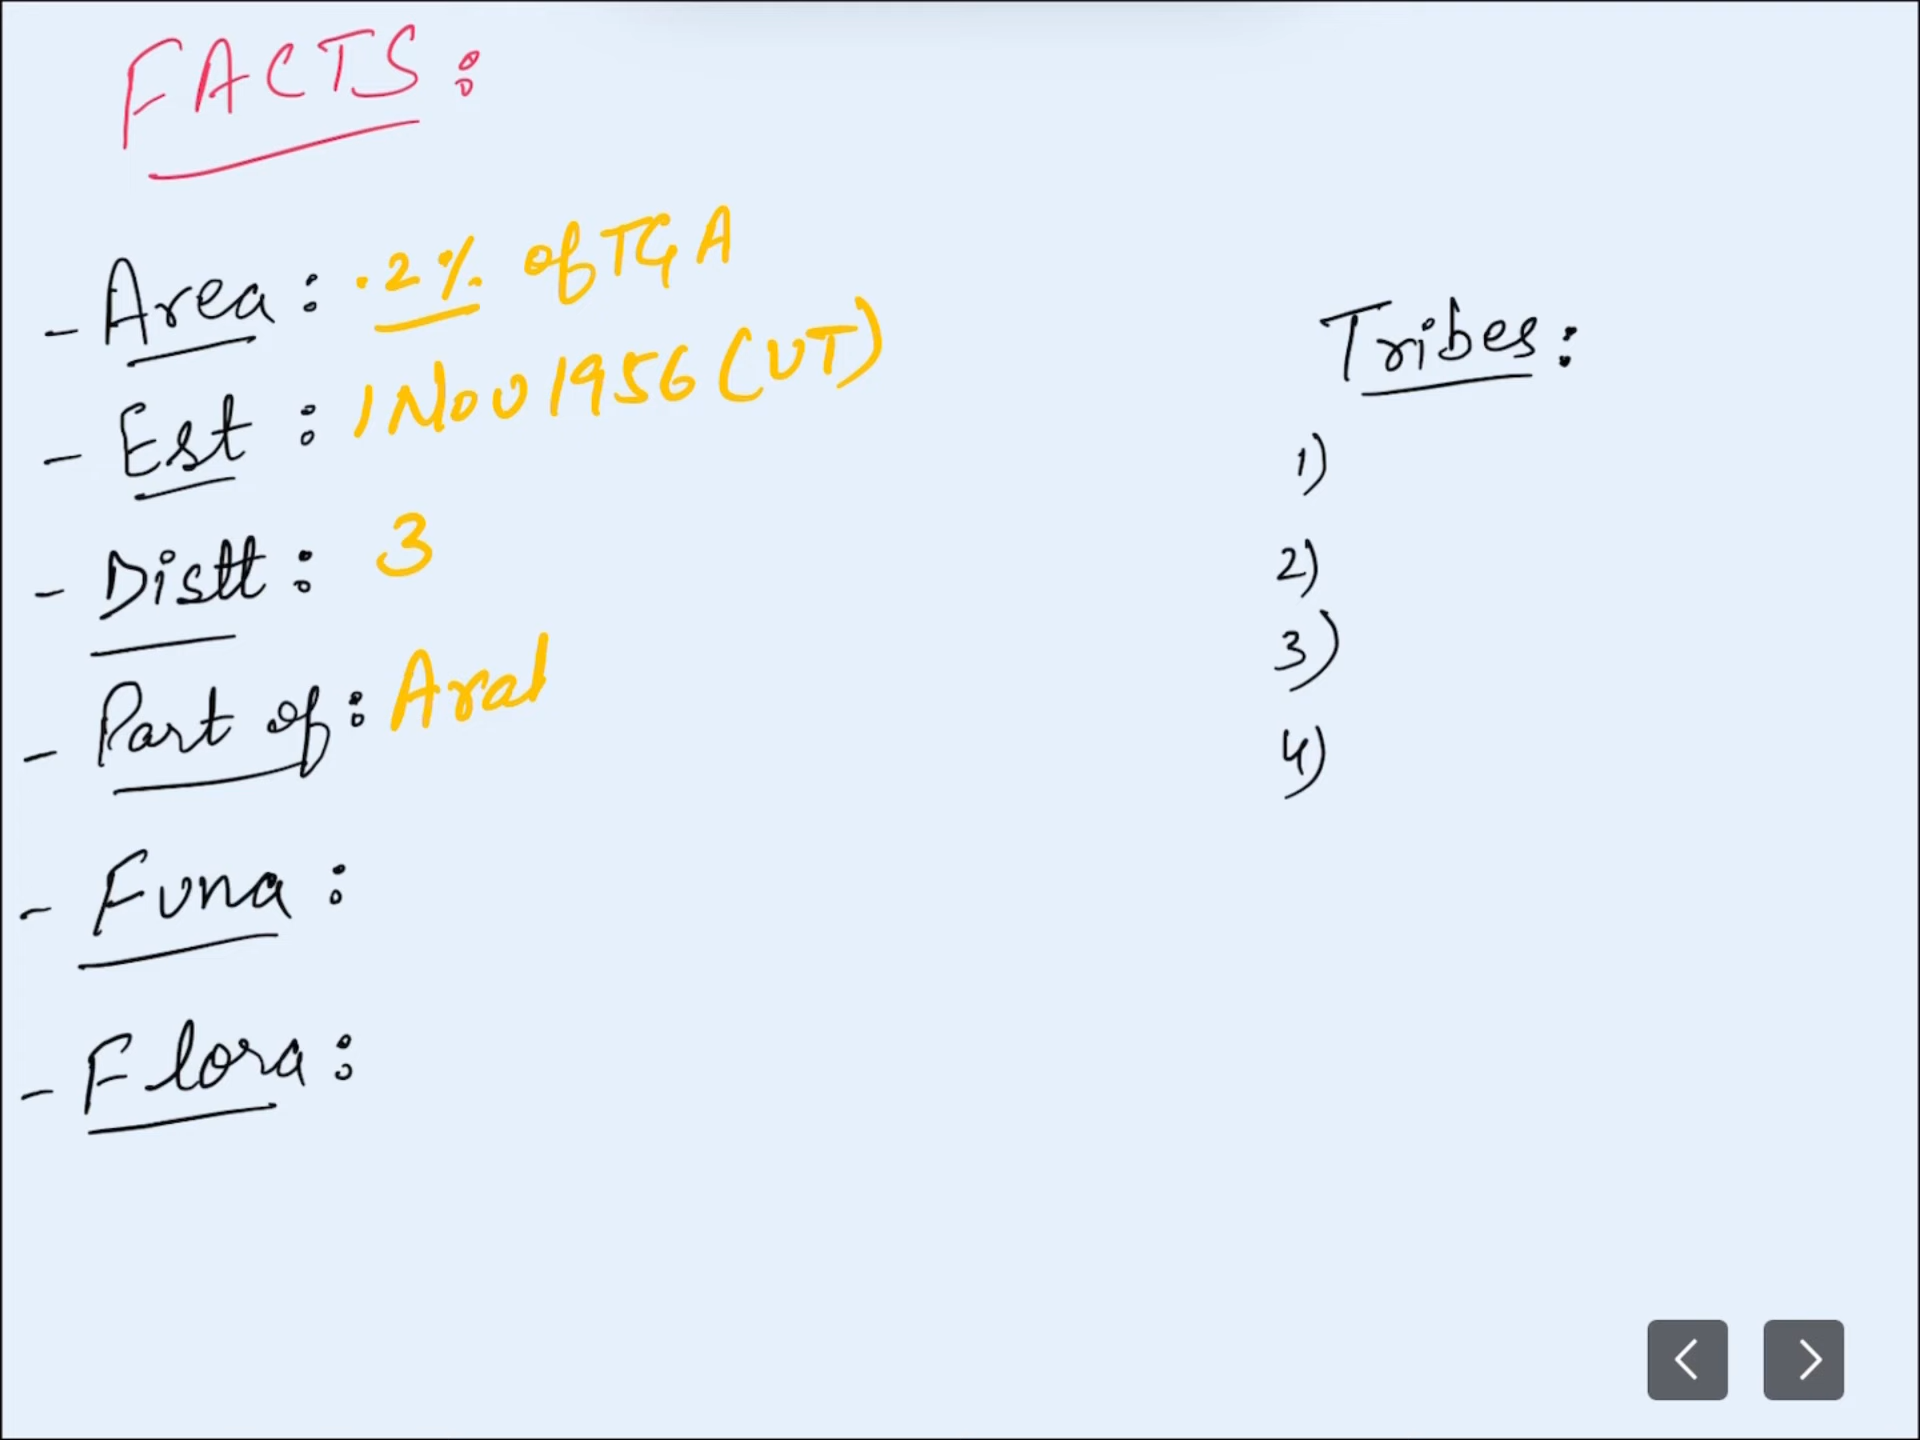 FACTS:
- Area: .2% of TGA
- Est: 1 Nov 1956 (UT)
- Distt: 3
- Part of: Arak
- Funa:
- Flora:
Tribes:
1)
2)
3)
4)